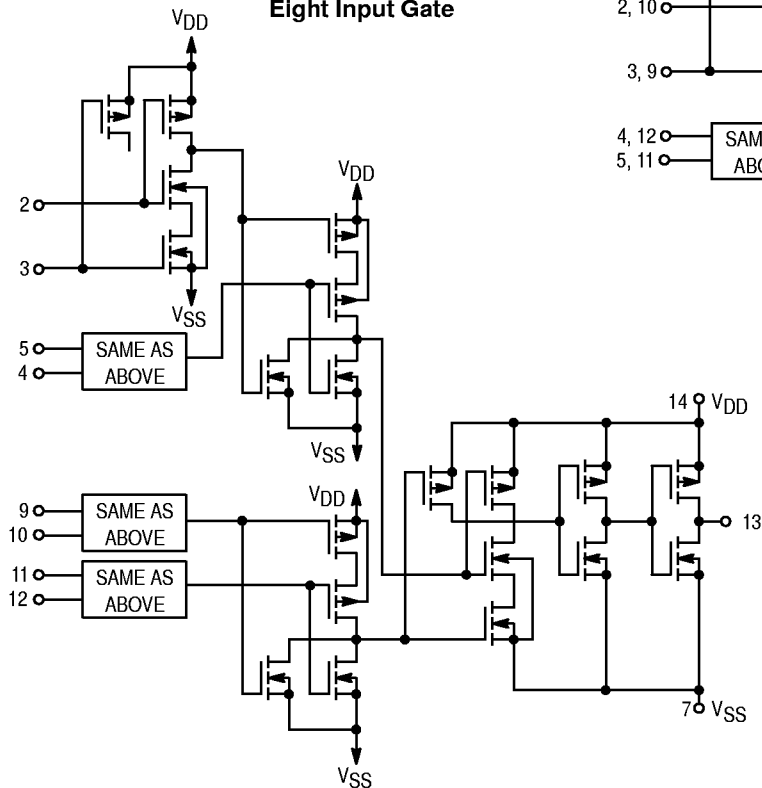 Eight Input Gate
VDD
2, 10
3, 9
4, 12
5, 11
SAM
ABO
2
3
VSS
VDD
5
4
SAME AS
ABOVE
VSS
14 VDD
9
10
SAME AS
ABOVE
VDD
13
11
12
SAME AS
ABOVE
7 VSS
VSS